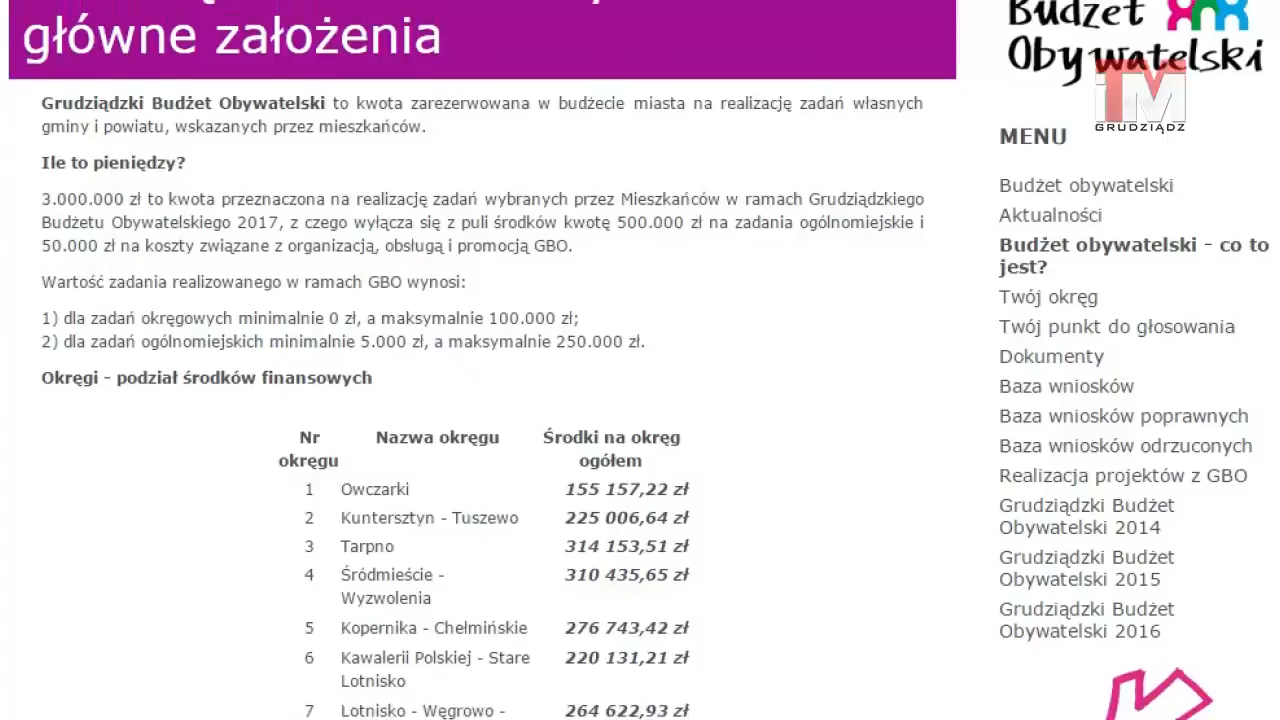 główne założenia
Grudziądzki Budżet Obywatelski to kwota zarezerwowana w budżecie miasta na realizację zadań własnych
gminy i powiatu, wskazanych przez mieszkańców.
Ile to pieniędzy?
3.000.000 zł to kwota przeznaczona na realizację zadań wybranych przez Mieszkańców w ramach Grudziądzkiego
Budżetu Obywatelskiego 2017, z czego wyłącza się z puli środków kwotę 500.000 zł na zadania ogólnomiejskie i
50.000 zł na koszty związane z organizacją, obsługą i promocją GBO.
Wartość zadania realizowanego w ramach GBO wynosi:
1) dla zadań okręgowych minimalnie 0 zł, a maksymalnie 100.000 zł;
2) dla zadań ogólnomiejskich minimalnie 5.000 zł, a maksymalnie 250.000 zł.
Okręgi - podział środków finansowych
Nr Nazwa okręgu Środki na okręg
okręgu ogółem
1 Owczarki 155 157,22 zł
2 Kuntersztyn - Tuszewo 225 006,64 zł
3 Tarpno 314 153,51 zł
4 Śródmieście - 310 435,65 zł
Wyzwolenia
5 Kopernika - Chełmińskie 276 743,42 zł
6 Kawalerii Polskiej - Stare 220 131,21 zł
Lotnisko
7 Lotnisko - Węgrowo - 264 622,93 zł
Budżet
Obywatelski
TM
GRUDZIĄDZ
MENU
Budżet obywatelski
Aktualności
Budżet obywatelski - co to
jest?
Twój okręg
Twój punkt do głosowania
Dokumenty
Baza wniosków
Baza wniosków poprawnych
Baza wniosków odrzuconych
Realizacja projektów z GBO
Grudziądzki Budżet
Obywatelski 2014
Grudziądzki Budżet
Obywatelski 2015
Grudziądzki Budżet
Obywatelski 2016